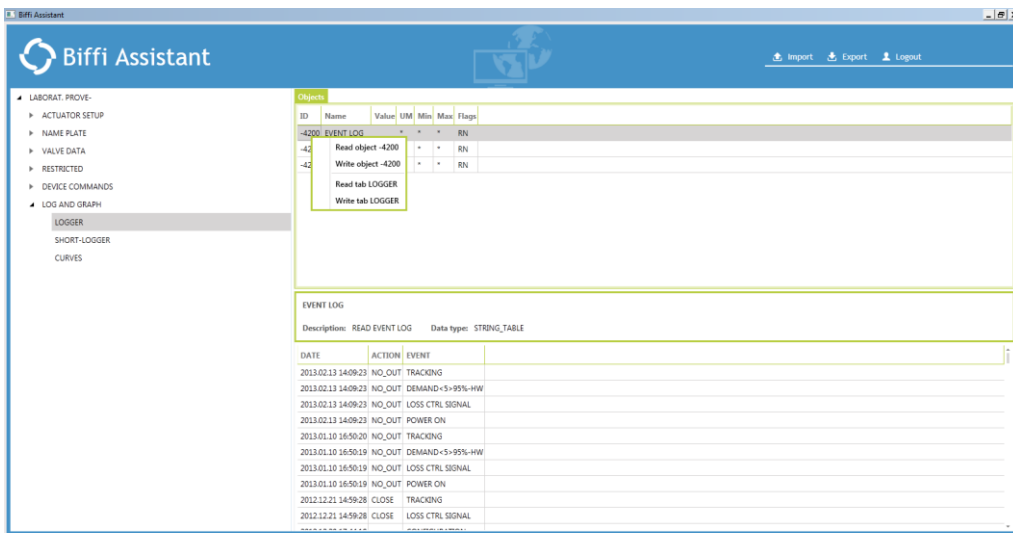 Biffi Assistant
Biffi Assistant
Import Export Logout
LABORAT. PROVE-
ACTUATOR SETUP
NAME PLATE
VALVE DATA
RESTRICTED
DEVICE COMMANDS
LOG AND GRAPH
LOGGER
SHORT-LOGGER
CURVES
Objects
ID Name Value UM Min Max Flags
-4200 EVENT LOG * * * RN
-42 * * RN
-42 * * RN
Read object -4200
Write object -4200
Read tab LOGGER
Write tab LOGGER
EVENT LOG
Description: READ EVENT LOG Data type: STRING_TABLE
DATE ACTION EVENT
2013.02.13 14:09:23 NO_OUT TRACKING
2013.02.13 14:09:23 NO_OUT DEMAND<5>95%-HW
2013.02.13 14:09:23 NO_OUT LOSS CTRL SIGNAL
2013.02.13 14:09:23 NO_OUT POWER ON
2013.01.10 16:50:20 NO_OUT TRACKING
2013.01.10 16:50:19 NO_OUT DEMAND<5>95%-HW
2013.01.10 16:50:19 NO_OUT LOSS CTRL SIGNAL
2013.01.10 16:50:19 NO_OUT POWER ON
2012.12.21 14:59:28 CLOSE TRACKING
2012.12.21 14:59:28 CLOSE LOSS CTRL SIGNAL